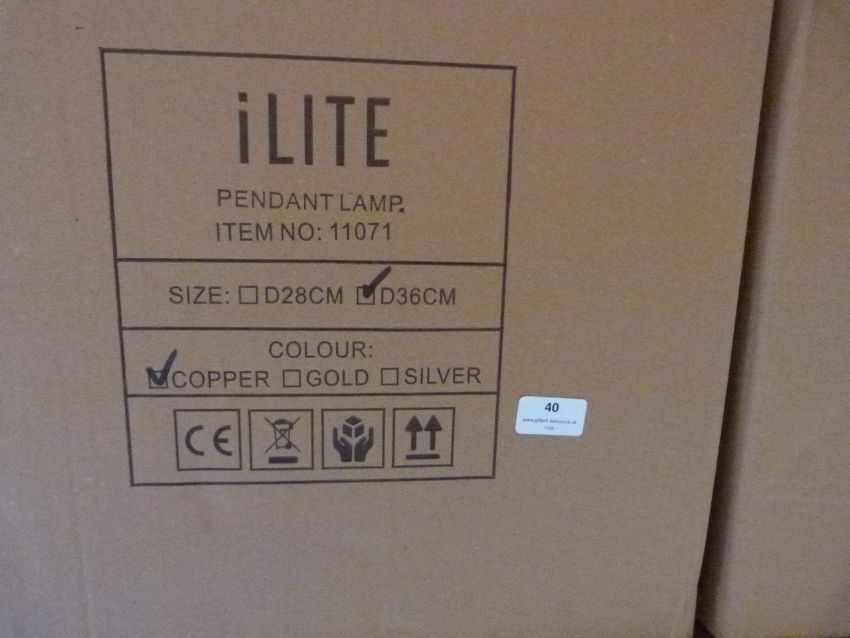 iLITE
PENDANT LAMP.
ITEM NO: 11071
SIZE: D28CM D36CM
COLOUR:
COPPER GOLD SILVER
CE
40